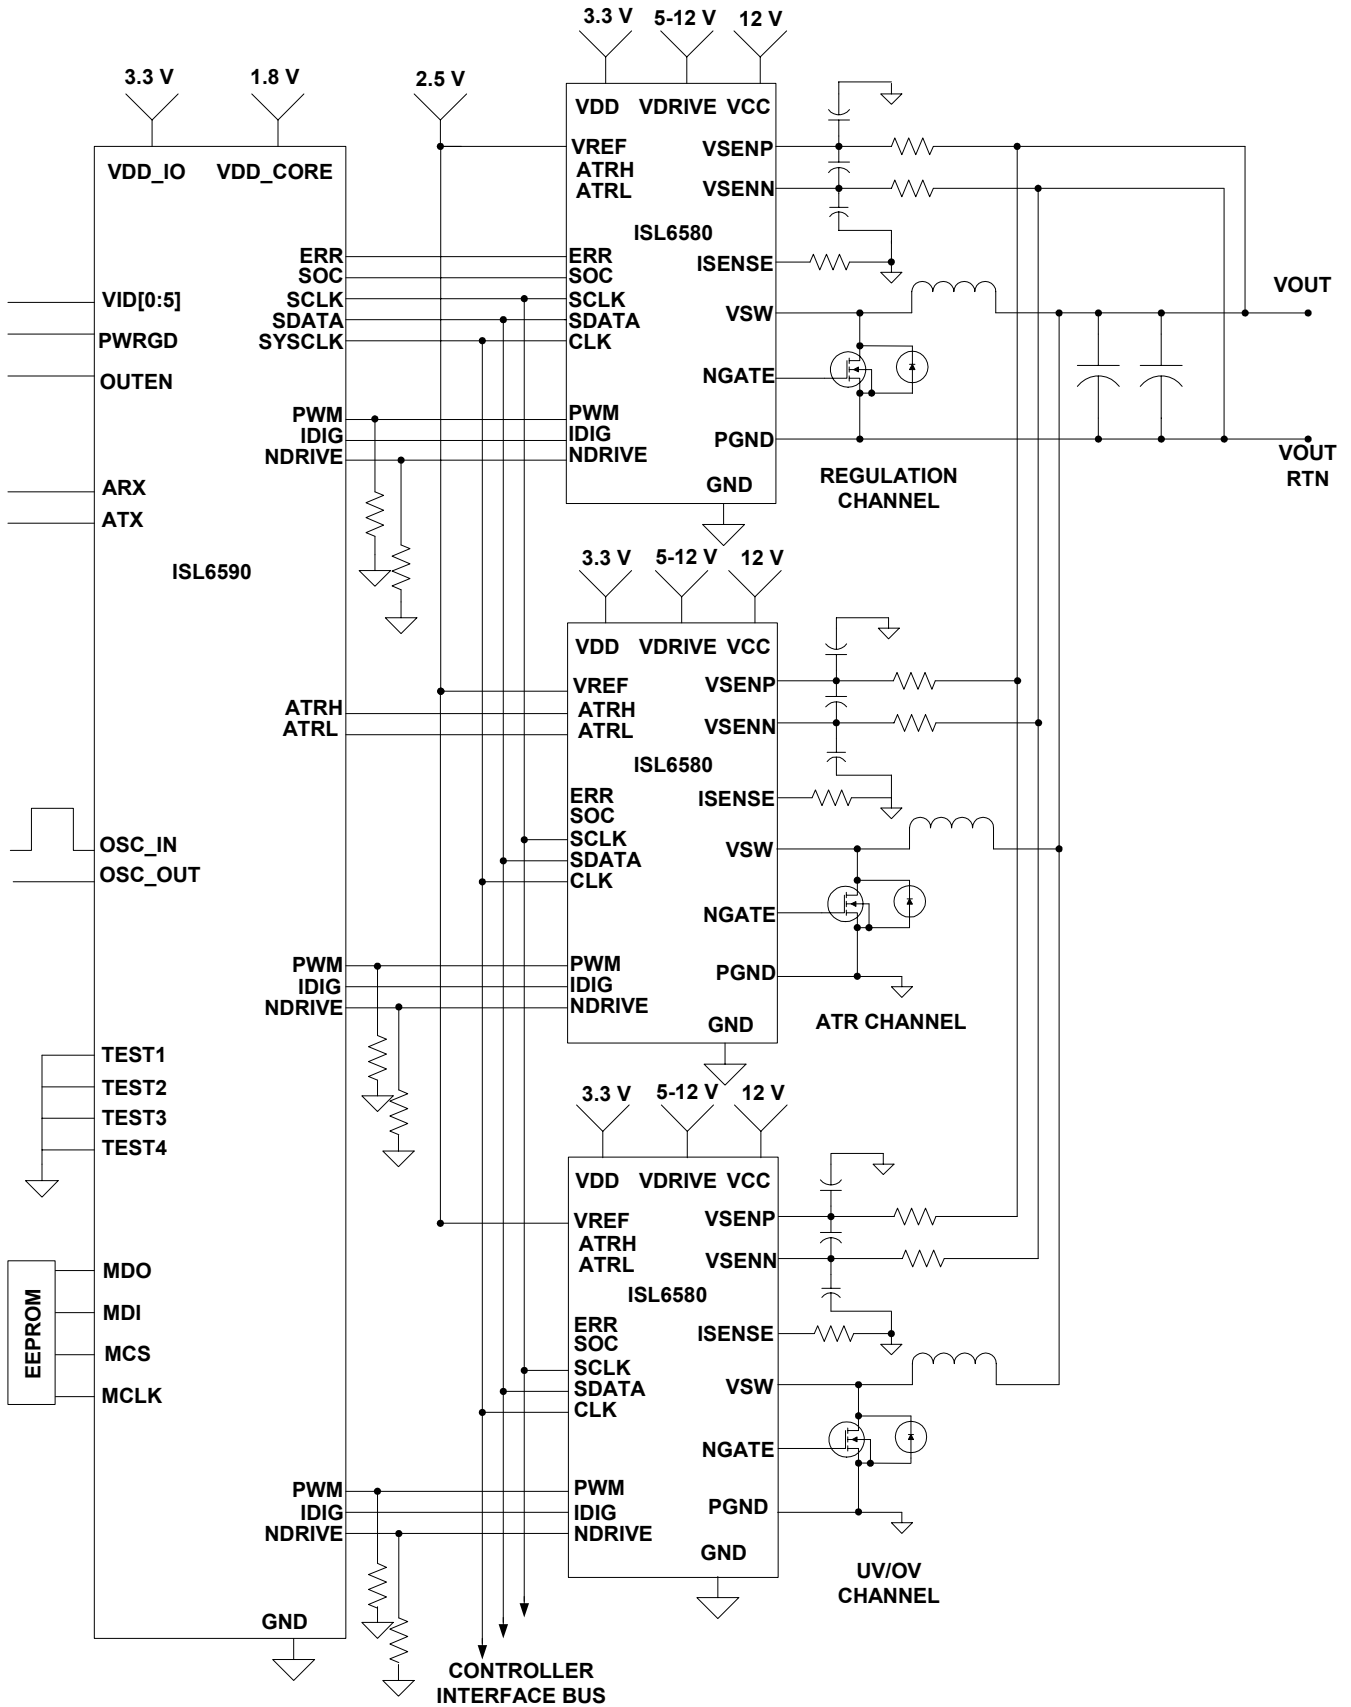 3.3 V 5-12 V 12 V
3.3 V 1.8 V 2.5 V
VDD VDRIVE VCC
VREF
ATRH
ATRL
VSENP
VSENN
ISL6580
ISENSE
ERR
SOC
SCLK
SDATA
CLK
VSW
NGATE
PWM
IDIG
NDRIVE
PGND
GND
REGULATION
CHANNEL
VOUT
VOUT
RTN
VDD_IO VDD_CORE
ERR
SOC
SCLK
SDATA
SYSCLK
VID[0:5]
PWRGD
OUTEN
PWM
IDIG
NDRIVE
ARX
ATX
ISL6590
ATRH
ATRL
OSC_IN
OSC_OUT
PWM
IDIG
NDRIVE
TEST1
TEST2
TEST3
TEST4
EEPROM
MDO
MDI
MCS
MCLK
PWM
IDIG
NDRIVE
GND
3.3 V 5-12 V 12 V
VDD VDRIVE VCC
VREF
ATRH
ATRL
VSENP
VSENN
ISL6580
ISENSE
ERR
SOC
SCLK
SDATA
CLK
VSW
NGATE
PWM
IDIG
NDRIVE
PGND
GND
ATR CHANNEL
3.3 V 5-12 V 12 V
VDD VDRIVE VCC
VREF
ATRH
ATRL
VSENP
VSENN
ISL6580
ISENSE
ERR
SOC
SCLK
SDATA
CLK
VSW
NGATE
PWM
IDIG
NDRIVE
PGND
GND
UV/OV
CHANNEL
CONTROLLER
INTERFACE BUS